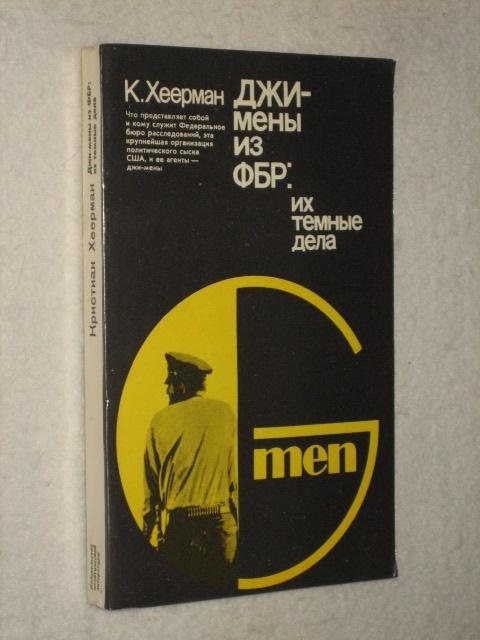 К.Хеерман
Что представляет собой
и кому служит Федеральное
бюро расследований, эта
крупнейшая организация
политического сыска
США, и ее агенты —
джи-мены
ДЖИ-
мены
из
ФБР:
их
темные
дела
G
men
Кристиан Хеерман
Джи-мены из ФБР:
их темные дела